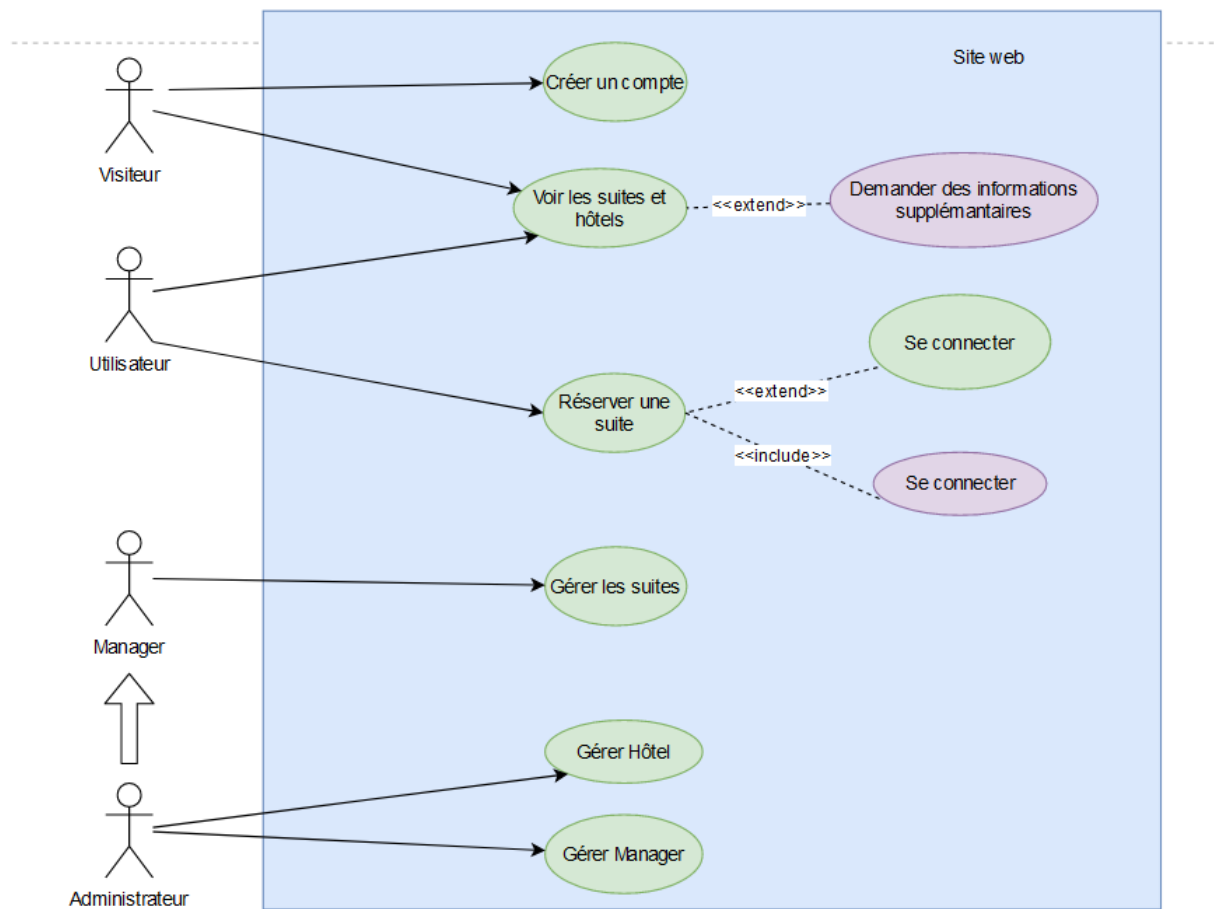 Site web
Créer un compte
Visiteur
Voir les suites et
hôtels
<<extend>>
Demander des informations
supplémantaires
Utilisateur
Se connecter
<<extend>>
Réserver une
suite
<<include>>
Se connecter
Gérer les suites
Manager
Gérer Hôtel
Gérer Manager
Administrateur